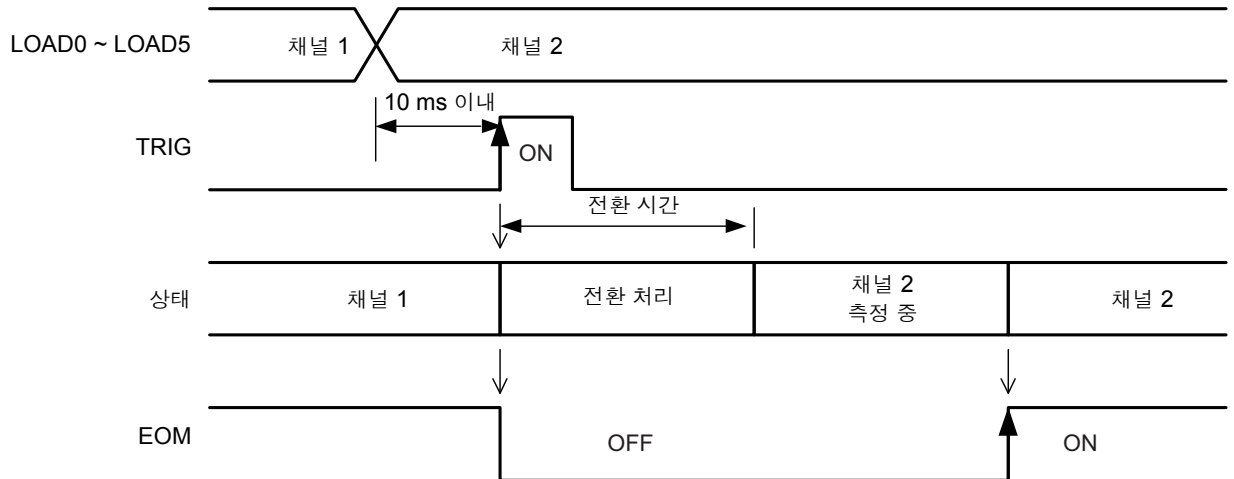 LOAD0 ~ LOAD5 채널 1 채널 2
10 ms 이내
TRIG ON
전환 시간
상태 채널 1 전환 처리 채널 2 측정 중 채널 2
EOM OFF ON